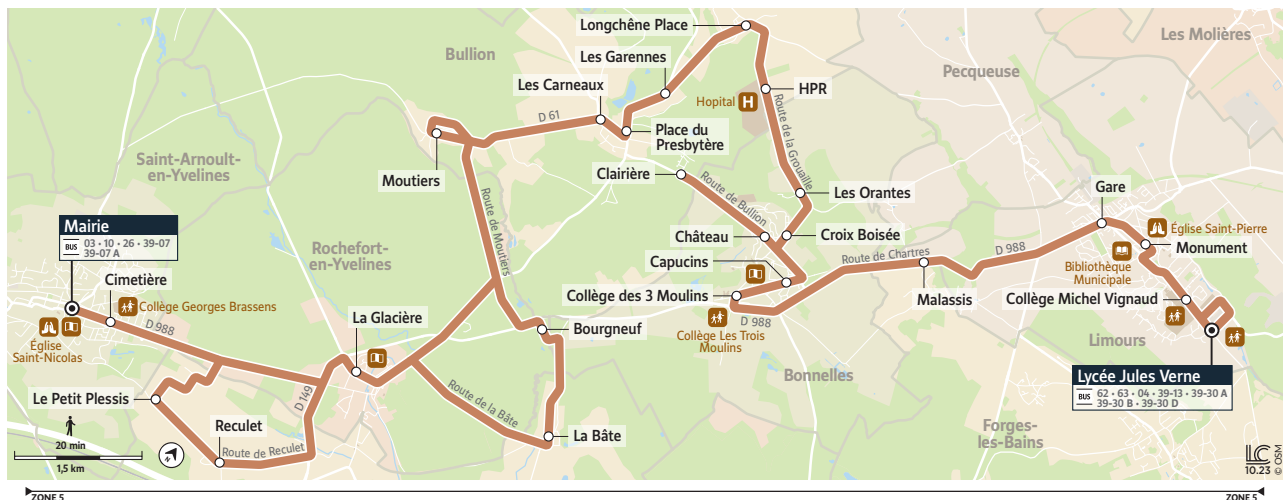 Longchêne Place
Les Molières
Bullion
Les Garennes
Pecqueuse
Les Carneaux
HPR
Hopital
H
D 61
Route de la Grouaille
Place du
Presbytère
Saint-Arnoult-
en-Yvelines
Moutiers
Clairière
Route de Bullion
Les Orantes
Gare
Route de Moutiers
Mairie
BUS
03 • 10 • 26 • 39-07
39-07 A
Rochefort-
en-Yvelines
Château
Croix Boisée
Église Saint-Pierre
Monument
D 988
Route de Chartres
Capucins
Bibliothèque
Municipale
Cimetière
Collège Georges Brassens
Collège des 3 Moulins
Malassis
Collège Michel Vignaud
La Glacière
D 988
Bourgneuf
D 988
Collège Les Trois
Moulins
Église
Saint-Nicolas
Limours
Bonnelles
Lycée Jules Verne
BUS
62 • 63 • 04 • 39-13 • 39-30 A
39-30 B • 39-30 D
Le Petit Plessis
D 149
Route de la Bâte
Reculet
La Bâte
Forges-
les-Bains
20 min
1,5 km
Route de Reculet
N
LC
10.23
© OSM
ZONE 5
ZONE 5